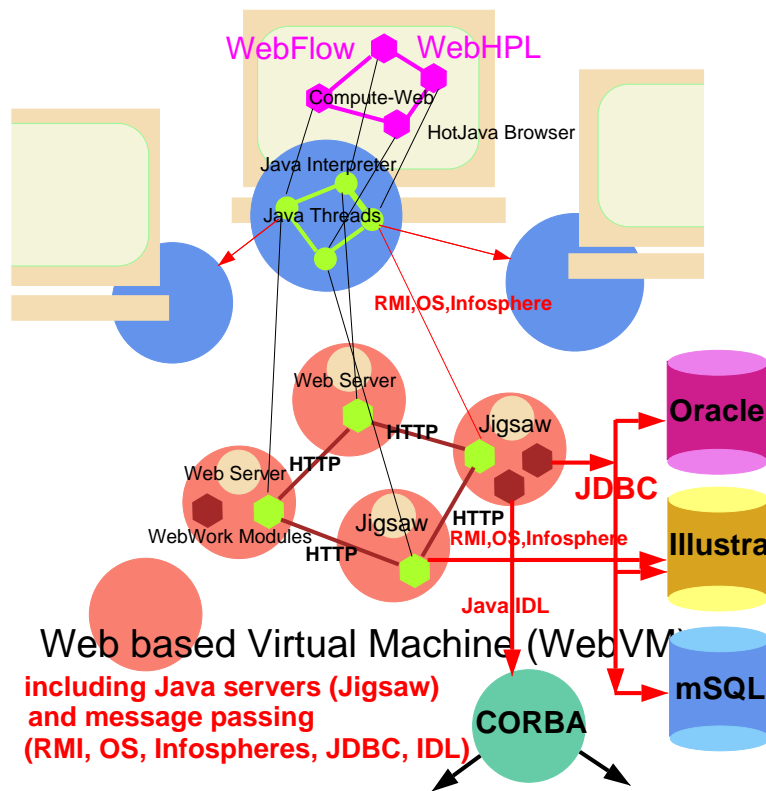 WebFlow WebHPL
Compute-Web
HotJava Browser
Java Interpreter
Java Threads
RMI,OS,Infosphere
Web Server
Jigsaw
Oracle
HTTP
HTTP
Web Server
HTTP
JDBC
WebWork Modules
Jigsaw
HTTP
RMI,OS,Infosphere
Illustra
Java IDL
Web based Virtual Machine (WebVM)
including Java servers (Jigsaw)
and message passing
(RMI, OS, Infospheres, JDBC, IDL)
CORBA
mSQL